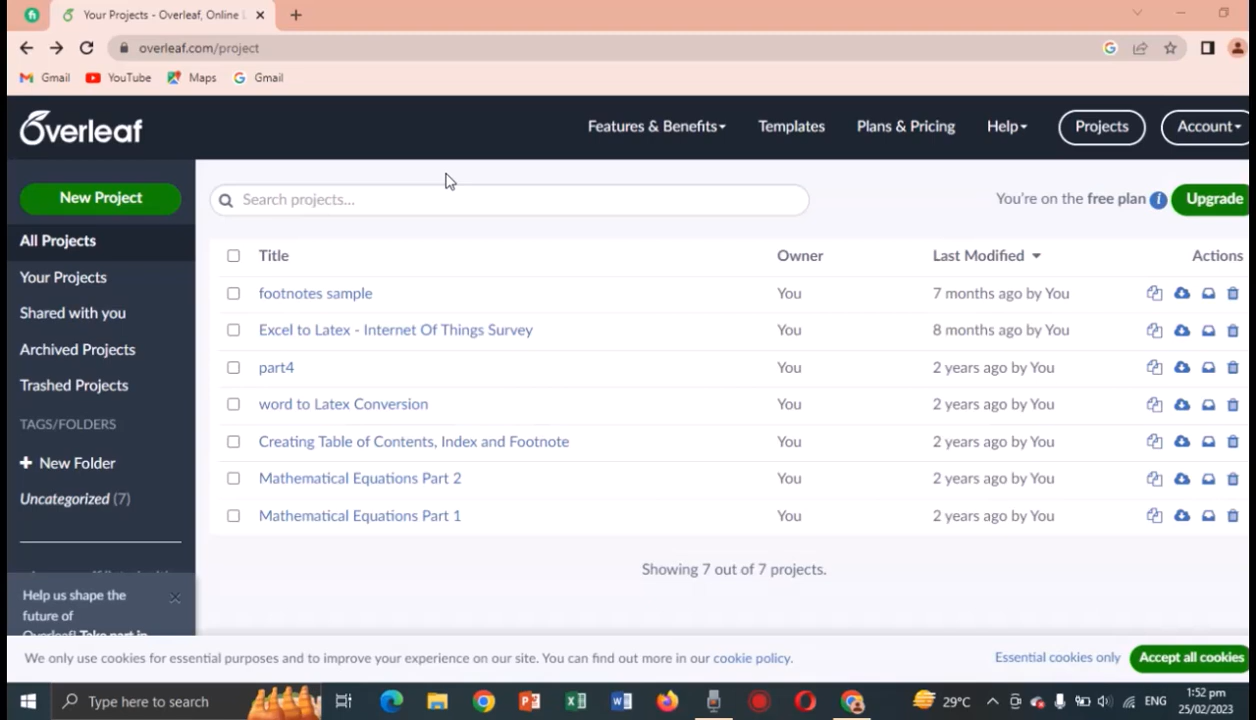 Your Projects - Overleaf, Online L
overleaf.com/project
Gmail YouTube Maps Gmail
Overleaf
Features & Benefits
Templates
Plans & Pricing
Help
Projects
Account
New Project
Search projects...
You're on the free plan
Upgrade
All Projects
Your Projects
Shared with you
Archived Projects
Trashed Projects
TAGS/FOLDERS
New Folder
Uncategorized (7)
Title Owner Last Modified Actions
footnotes sample You 7 months ago by You
Excel to Latex - Internet Of Things Survey You 8 months ago by You
part4 You 2 years ago by You
word to Latex Conversion You 2 years ago by You
Creating Table of Contents, Index and Footnote You 2 years ago by You
Mathematical Equations Part 2 You 2 years ago by You
Mathematical Equations Part 1 You 2 years ago by You
Showing 7 out of 7 projects.
Help us shape the
future of
Overleaf! Take part in
We only use cookies for essential purposes and to improve your experience on our site. You can find out more in our cookie policy.
Essential cookies only
Accept all cookies
Type here to search
29°C
ENG
1:52 pm
25/02/2023